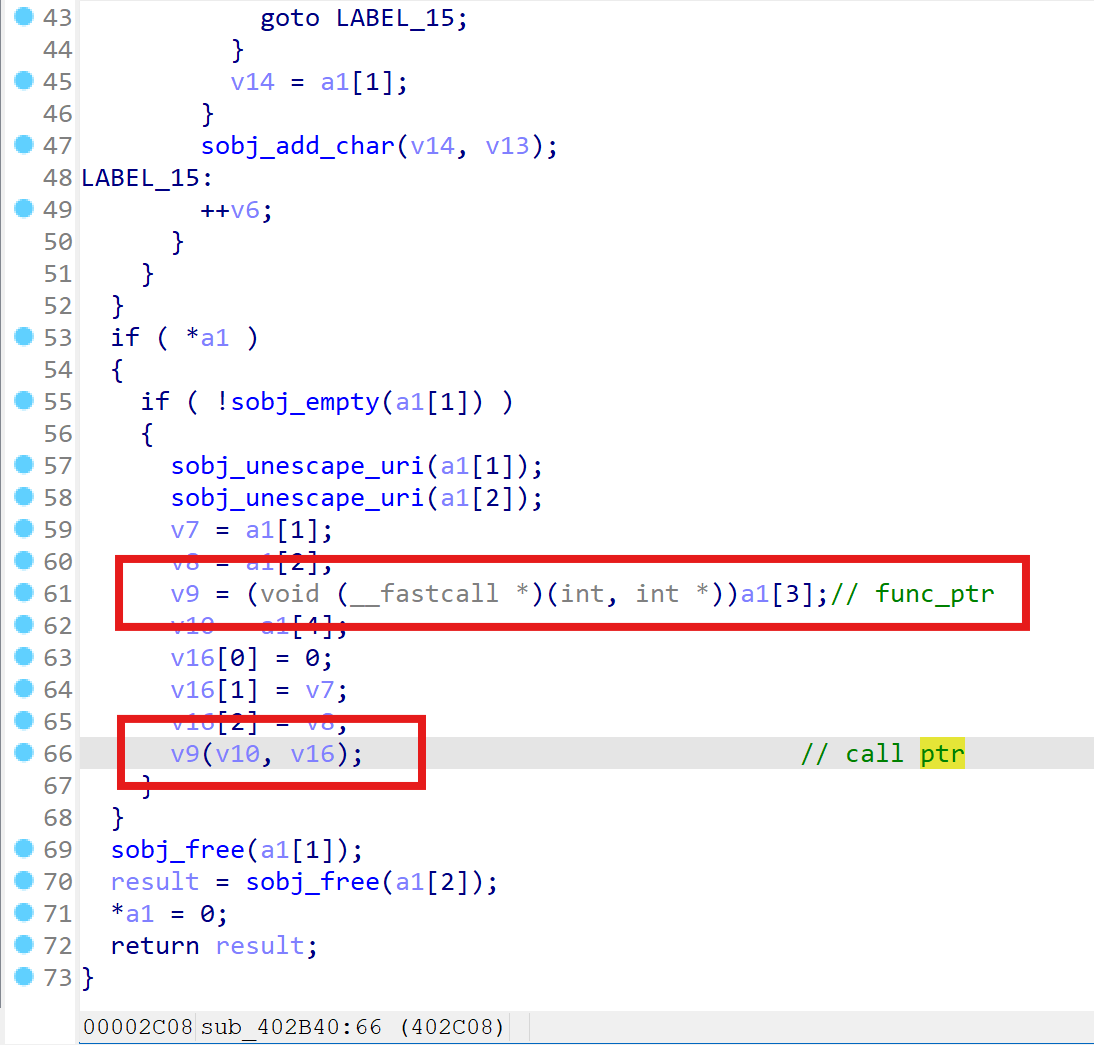 43 goto LABEL_15;
44 }
45 v14 = a1[1];
46 }
47 sobj_add_char(v14, v13);
48 LABEL_15:
49 ++v6;
50 }
51 }
52 }
53 if ( *a1 )
54 {
55 if ( !sobj_empty(a1[1]) )
56 {
57 sobj_unescape_uri(a1[1]);
58 sobj_unescape_uri(a1[2]);
59 v7 = a1[1];
60 v8 = a1[2];
61 v9 = (void (__fastcall *)(int, int *))a1[3];// func_ptr
62 v10 = a1[4];
63 v16[0] = 0;
64 v16[1] = v7;
65 v16[2] = v8;
66 v9(v10, v16); // call ptr
67 }
68 }
69 sobj_free(a1[1]);
70 result = sobj_free(a1[2]);
71 *a1 = 0;
72 return result;
73 }
00002C08 sub_402B40:66 (402C08)